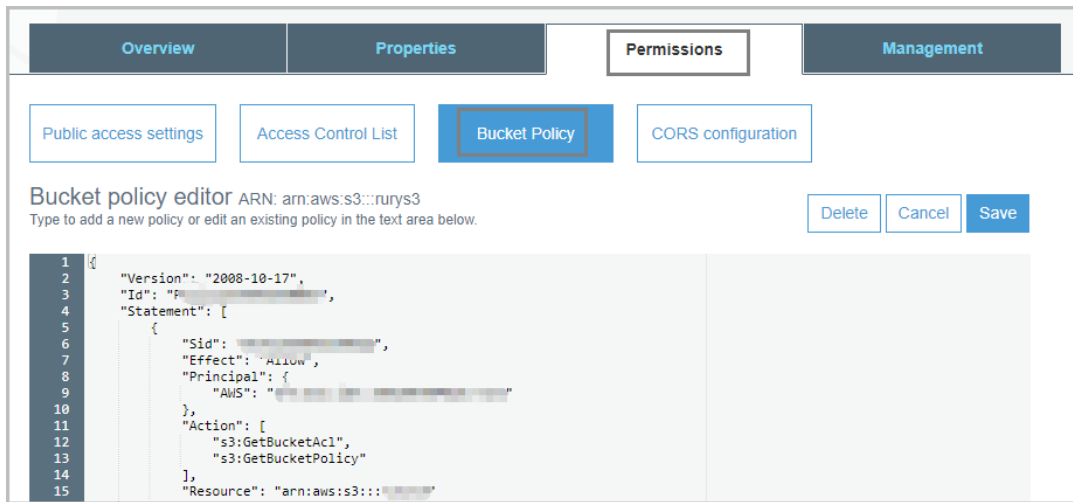 Overview Properties Permissions Management
Public access settings Access Control List Bucket Policy CORS configuration
Bucket policy editor ARN: arn:aws:s3:::rurys3
Type to add a new policy or edit an existing policy in the text area below.
Delete Cancel Save
1 {
2 "Version": "2008-10-17",
3 "Id": "P ",
4 "Statement": [
5 {
6 "Sid": " ",
7 "Effect": "Allow",
8 "Principal": {
9 "AWS": " "
10 },
11 "Action": [
12 "s3:GetBucketAcl",
13 "s3:GetBucketPolicy"
14 ],
15 "Resource": "arn:aws:s3:::